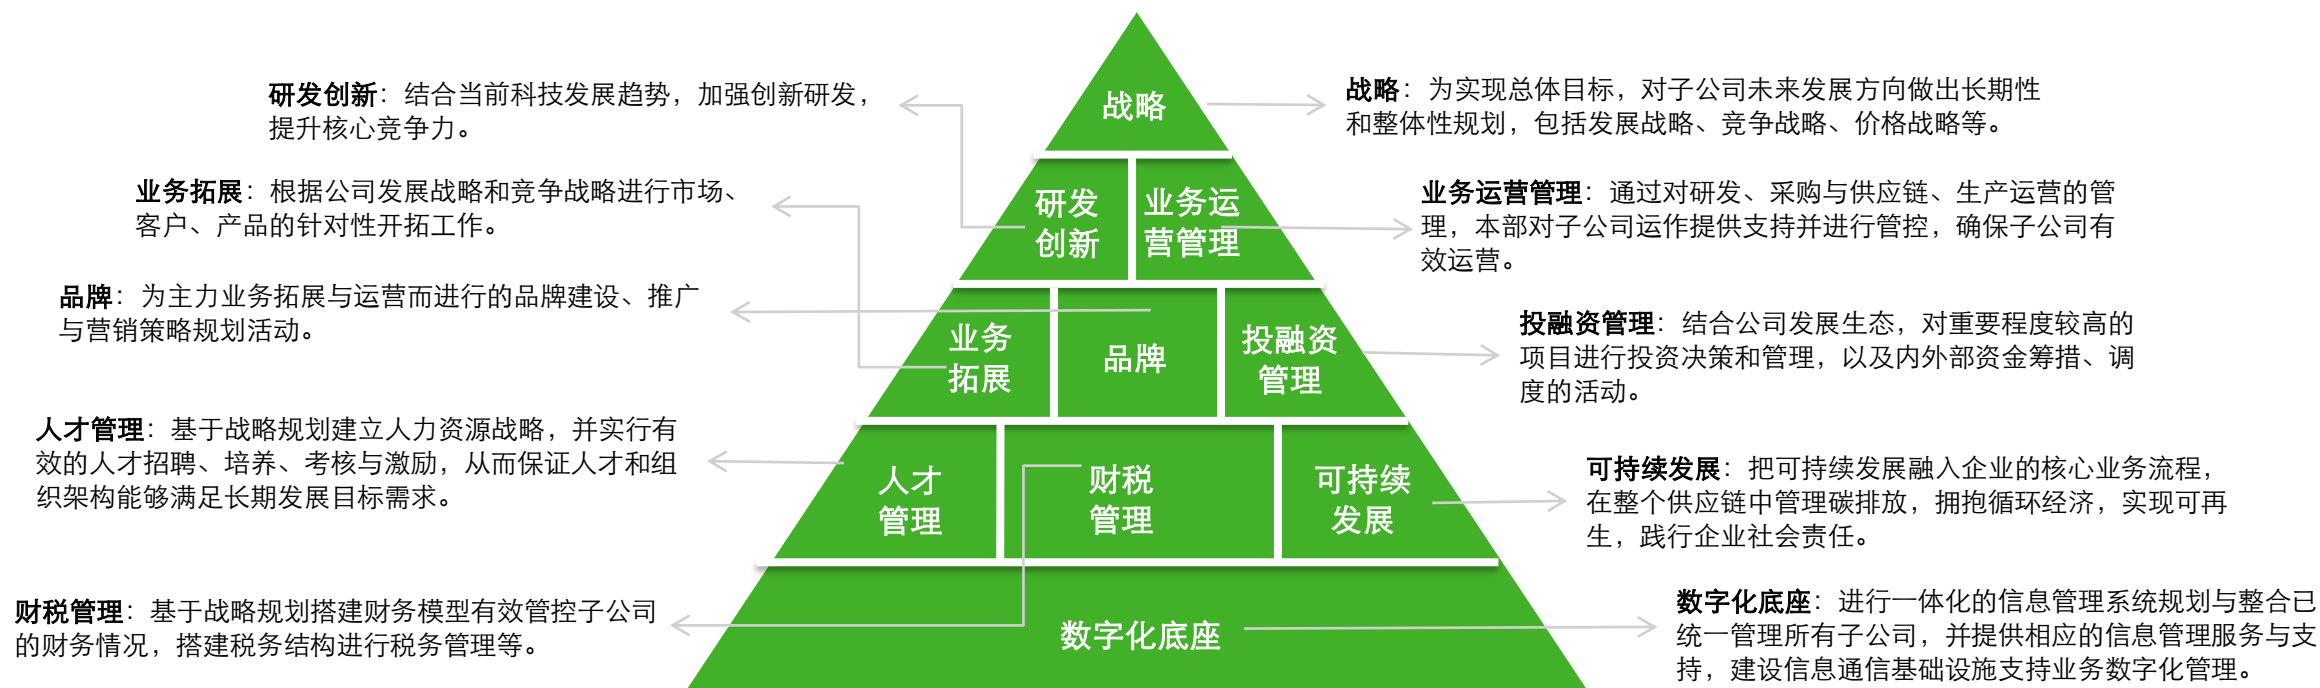 研发创新：结合当前科技发展趋势，加强创新研发，
提升核心竞争力。
业务拓展：根据公司发展战略和竞争战略进行市场、
客户、产品的针对性开拓工作。
品牌：为主力业务拓展与运营而进行的品牌建设、推广
与营销策略规划活动。
人才管理：基于战略规划建立人力资源战略，并实行有
效的人才招聘、培养、考核与激励，从而保证人才和组
织架构能够满足长期发展目标需求。
财税管理：基于战略规划搭建财务模型有效管控子公司
的财务情况，搭建税务结构进行税务管理等。
战略
研发
创新
业务运
营管理
业务
拓展
品牌
投融资
管理
人才
管理
财税
管理
可持续
发展
数字化底座
战略：为实现总体目标，对子公司未来发展方向做出长期性
和整体性规划，包括发展战略、竞争战略、价格战略等。
业务运营管理：通过对研发、采购与供应链、生产运营的管
理，本部对子公司运作提供支持并进行管控，确保子公司有
效运营。
投融资管理：结合公司发展生态，对重要程度较高的
项目进行投资决策和管理，以及内外部资金筹措、调
度的活动。
可持续发展：把可持续发展融入企业的核心业务流程，
在整个供应链中管理碳排放，拥抱循环经济，实现可再
生，践行企业社会责任。
数字化底座：进行一体化的信息管理系统规划与整合已
统一管理所有子公司，并提供相应的信息管理服务与支
持，建设信息通信基础设施支持业务数字化管理。